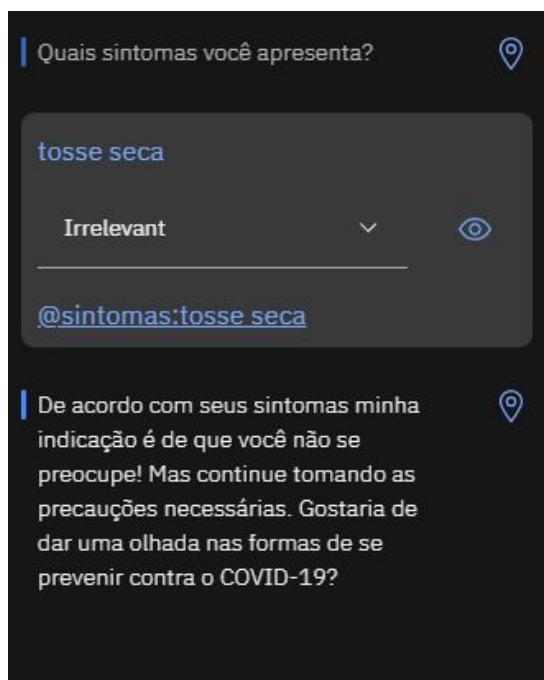 Quais sintomas você apresenta?
tosse seca
Irrelevant
@sintomas:tosse seca
De acordo com seus sintomas minha
indicação é de que você não se
preocupe! Mas continue tomando as
precauções necessárias. Gostaria de
dar uma olhada nas formas de se
prevenir contra o COVID-19?